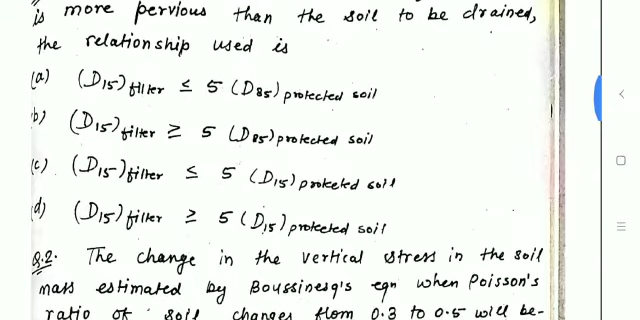 is more pervious than the soil to be drained,
the relationship used is
(a) (D15) filter ≤ 5 (D85) protected soil
b) (D15) filter ≥ 5 (D85) protected soil
(c) (D15) filter ≤ 5 (D15) protected soil
(d) (D15) filter ≥ 5 (D15) protected soil
Q.2. The change in the vertical stress in the soil
mass estimated by Boussinesq's eqn when Poisson's
ratio of soil changes from 0.3 to 0.5 will be-